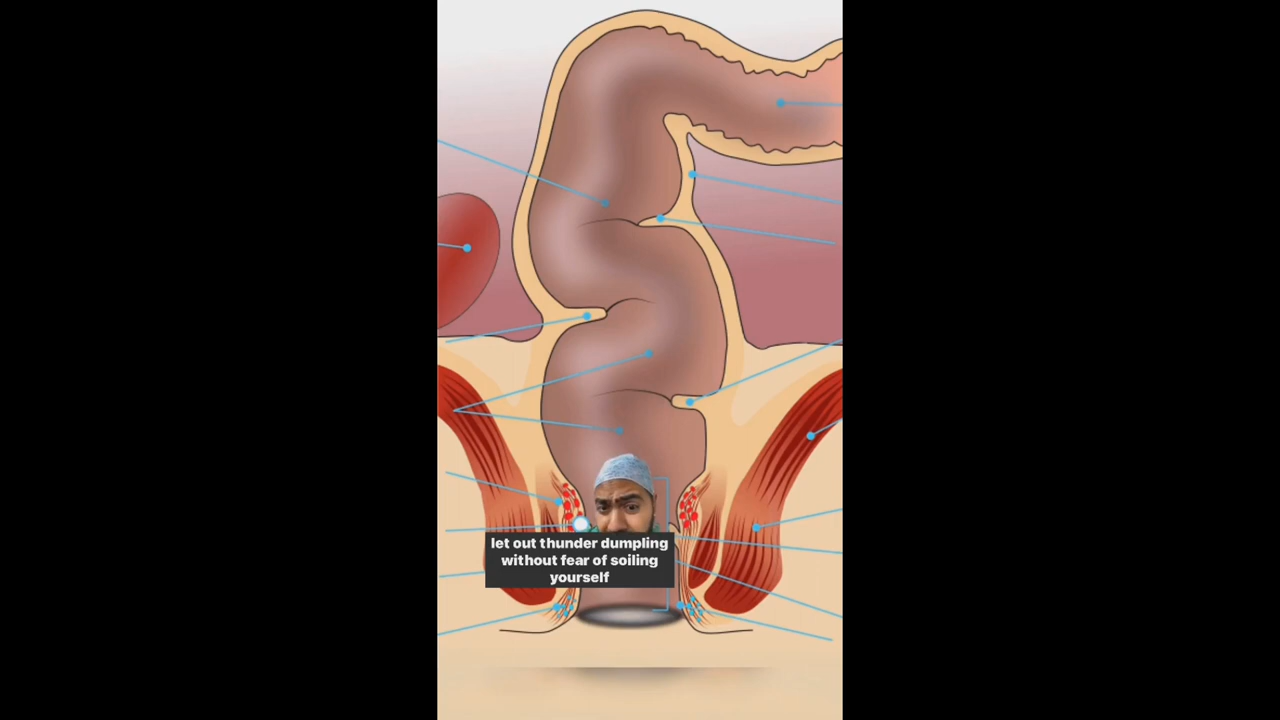 let out thunder dumpling
without fear of soiling
yourself